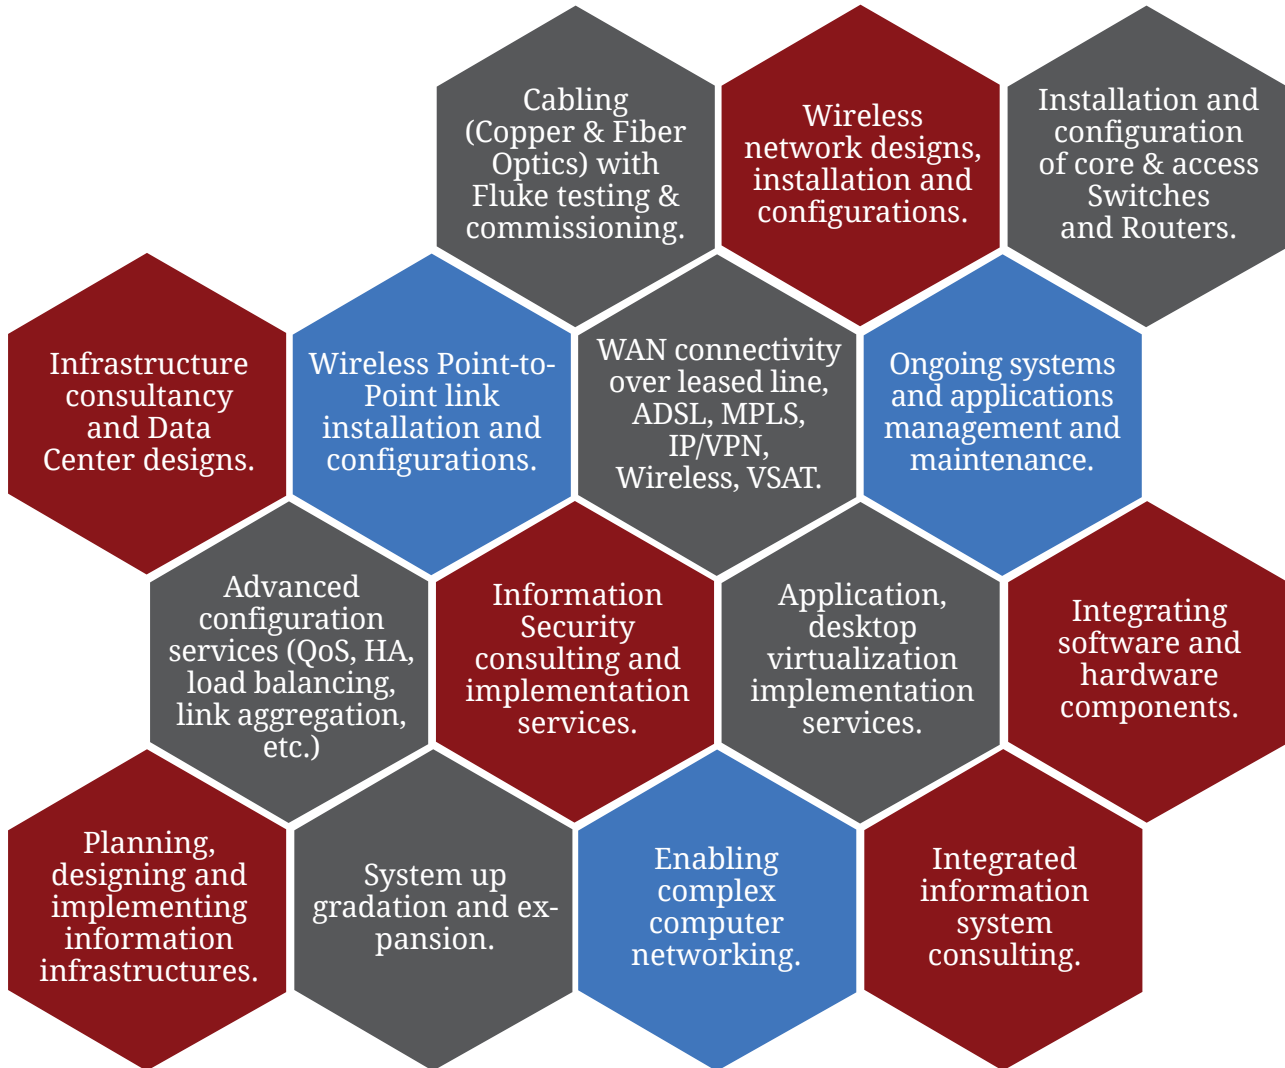 Cabling
(Copper & Fiber
Optics) with
Fluke testing &
commissioning.
Wireless
network designs,
installation and
configurations.
Installation and
configuration
of core & access
Switches
and Routers.
Infrastructure
consultancy
and Data
Center designs.
Wireless Point-to-
Point link
installation and
configurations.
WAN connectivity
over leased line,
ADSL, MPLS,
IP/VPN,
Wireless, VSAT.
Ongoing systems
and applications
management and
maintenance.
Advanced
configuration
services (QoS, HA,
load balancing,
link aggregation,
etc.)
Information
Security
consulting and
implementation
services.
Application,
desktop
virtualization
implementation
services.
Integrating
software and
hardware
components.
Planning,
designing and
implementing
information
infrastructures.
System up
gradation and ex-
pansion.
Enabling
complex
computer
networking.
Integrated
information
system
consulting.